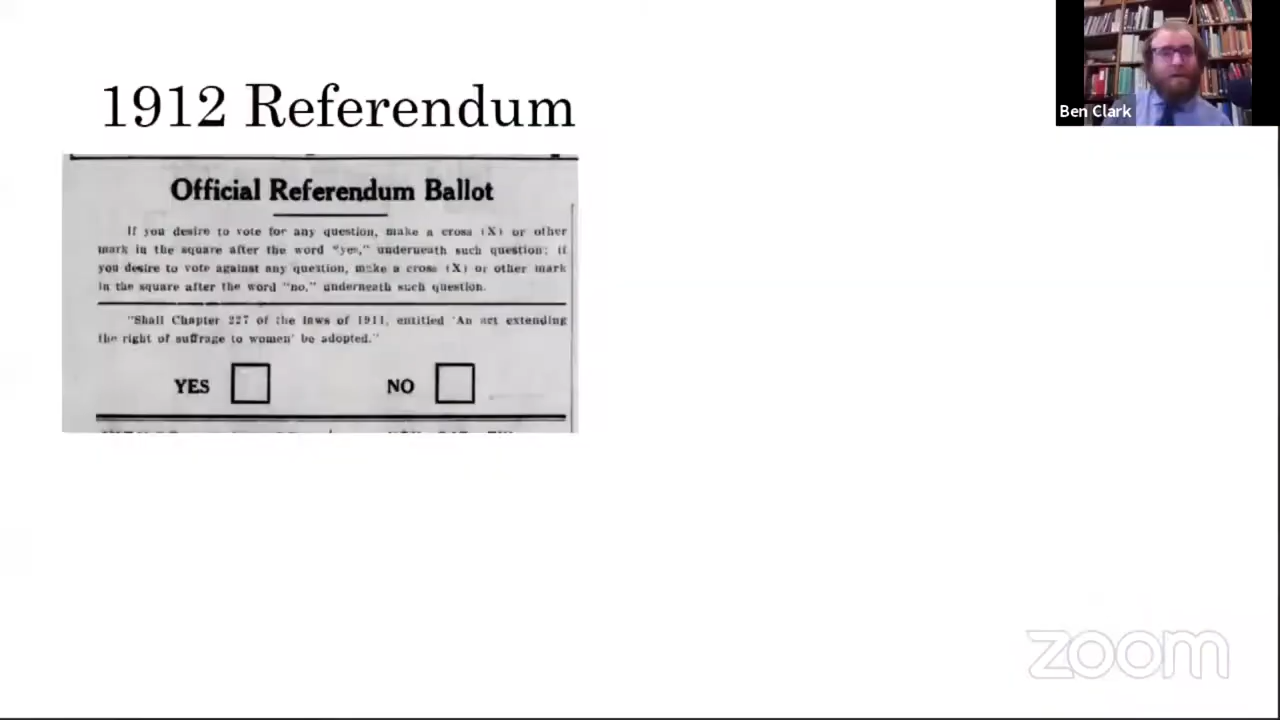 1912 Referendum
Official Referendum Ballot
If you desire to vote for any question, make a cross (X) or other
mark in the square after the word "yes," underneath such question; if
you desire to vote against any question, make a cross (X) or other mark
in the square after the word "no," underneath such question.
"Shall Chapter 227 of the laws of 1911, entitled 'An act extending
the right of suffrage to women' be adopted."
YES NO
Ben Clark
zoom